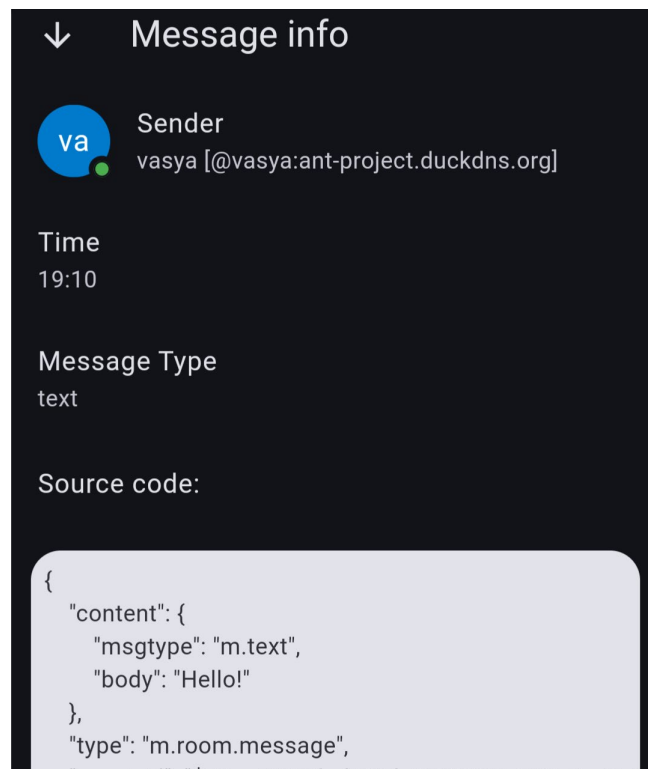 Message info
va
Sender
vasya [@vasya:ant-project.duckdns.org]
Time
19:10
Message Type
text
Source code:
{
"content": {
"msgtype": "m.text",
"body": "Hello!"
},
"type": "m.room.message",